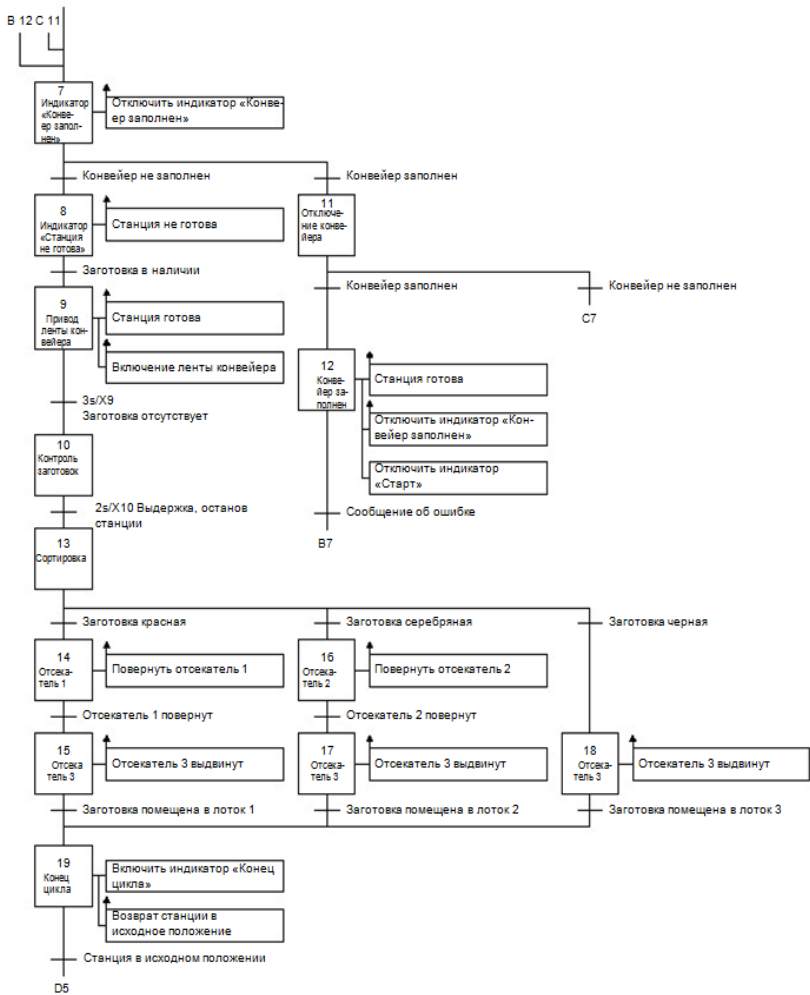 B 12 C 11
7
Индикатор
«Конве-
ер запол-
нен»
Отключить индикатор «Конве-
ер заполнен»
Конвейер не заполнен
Конвейер заполнен
8
Индикатор
«Станция
не готова»
Станция не готова
11
Отключе-
ние конве-
йера
Заготовка в наличии
Конвейер заполнен
Конвейер не заполнен
C7
9
Привод
ленты кон-
вейера
Станция готова
Включение ленты конвейера
12
Конве-
йер за-
полнен
Станция готова
Отключить индикатор «Кон-
вейер заполнен»
Отключить индикатор
«Старт»
3s/X9
Заготовка отсутствует
10
Контроль
заготовок
2s/X10 Выдержка, останов
станции
Сообщение об ошибке
B7
13
Сортировка
Заготовка красная
Заготовка серебряная
Заготовка черная
14
Отсека-
тель 1
Повернуть отсекатель 1
16
Отсека-
тель 2
Повернуть отсекатель 2
Отсекатель 1 повернут
Отсекатель 2 повернут
15
Отсека
тель 3
Отсекатель 3 выдвинут
17
Отсека-
тель 3
Отсекатель 3 выдвинут
18
Отсека-
тель 3
Отсекатель 3 выдвинут
Заготовка помещена в лоток 1
Заготовка помещена в лоток 2
Заготовка помещена в лоток 3
19
Конец
цикла
Включить индикатор «Конец
цикла»
Возврат станции в
исходное положение
Станция в исходном положении
D5